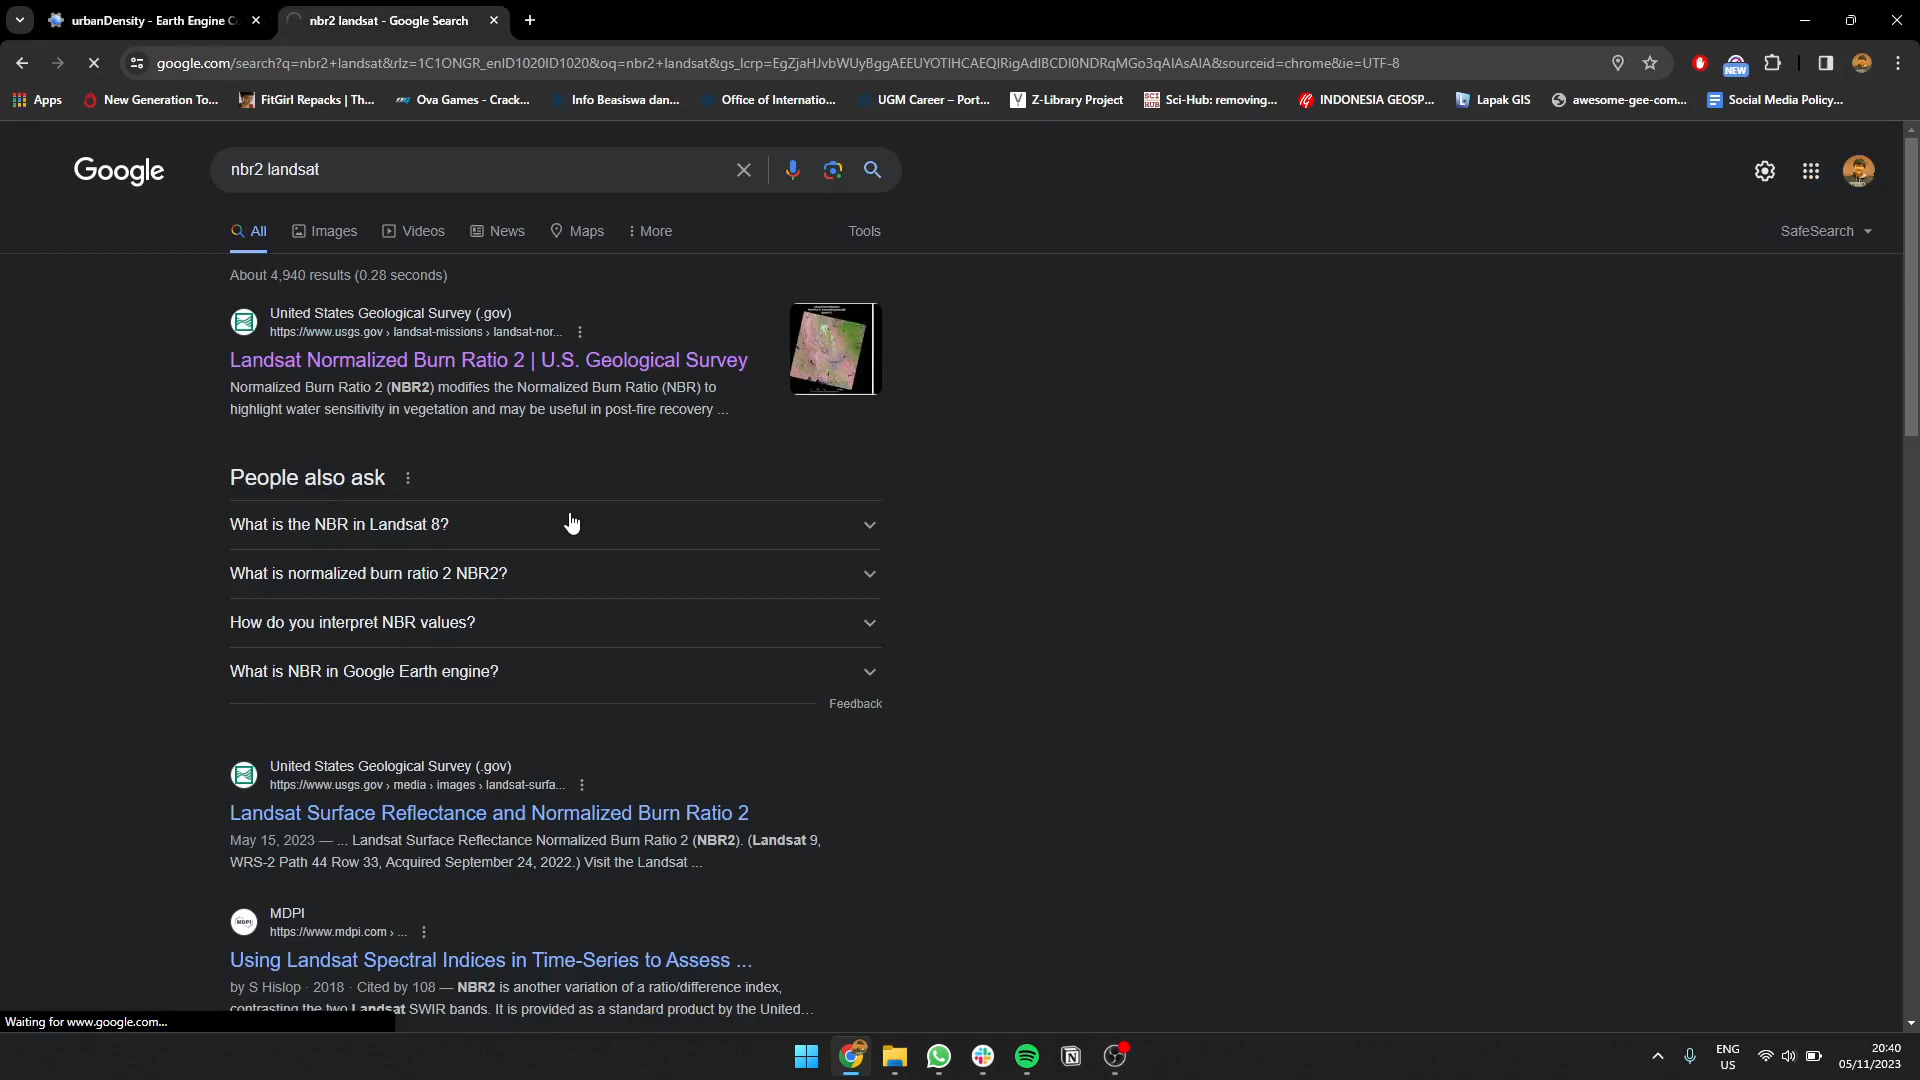 urbanDensity - Earth Engine C
nbr2 landsat - Google Search
google.com/search?q=nbr2+landsat&rlz=1C1ONGR_enID1020ID1020&oq=nbr2+landsat&gs_lcrp=EgZjaHJvbWUyBggAEEUYOTIHCAEQIRigAdIBCDI0NDRqMGo3qAIAsAIA&sourceid=chrome&ie=UTF-8
NEW
Apps
New Generation To...
FitGirl Repacks | Th...
Ova Games - Crack...
Info Beasiswa dan...
Office of Internatio...
UGM Career – Port...
Z-Library Project
Sci-Hub: removing...
INDONESIA GEOSP...
Lapak GIS
awesome-gee-com...
Social Media Policy...
Google
nbr2 landsat
All
Images
Videos
News
Maps
More
Tools
SafeSearch
About 4,940 results (0.28 seconds)
United States Geological Survey (.gov)
https://www.usgs.gov › landsat-missions › landsat-nor...
Landsat Normalized Burn Ratio 2 | U.S. Geological Survey
Normalized Burn Ratio 2 (NBR2) modifies the Normalized Burn Ratio (NBR) to
highlight water sensitivity in vegetation and may be useful in post-fire recovery ...
People also ask
What is the NBR in Landsat 8?
What is normalized burn ratio 2 NBR2?
How do you interpret NBR values?
What is NBR in Google Earth engine?
Feedback
United States Geological Survey (.gov)
https://www.usgs.gov › media › images › landsat-surfa...
Landsat Surface Reflectance and Normalized Burn Ratio 2
May 15, 2023 — ... Landsat Surface Reflectance Normalized Burn Ratio 2 (NBR2). (Landsat 9,
WRS-2 Path 44 Row 33, Acquired September 24, 2022.) Visit the Landsat ...
MDPI
https://www.mdpi.com › ...
Using Landsat Spectral Indices in Time-Series to Assess ...
by S Hislop · 2018 · Cited by 108 — NBR2 is another variation of a ratio/difference index,
contrasting the two Landsat SWIR bands. It is provided as a standard product by the United...
Waiting for www.google.com...
ENG
US
20:40
05/11/2023